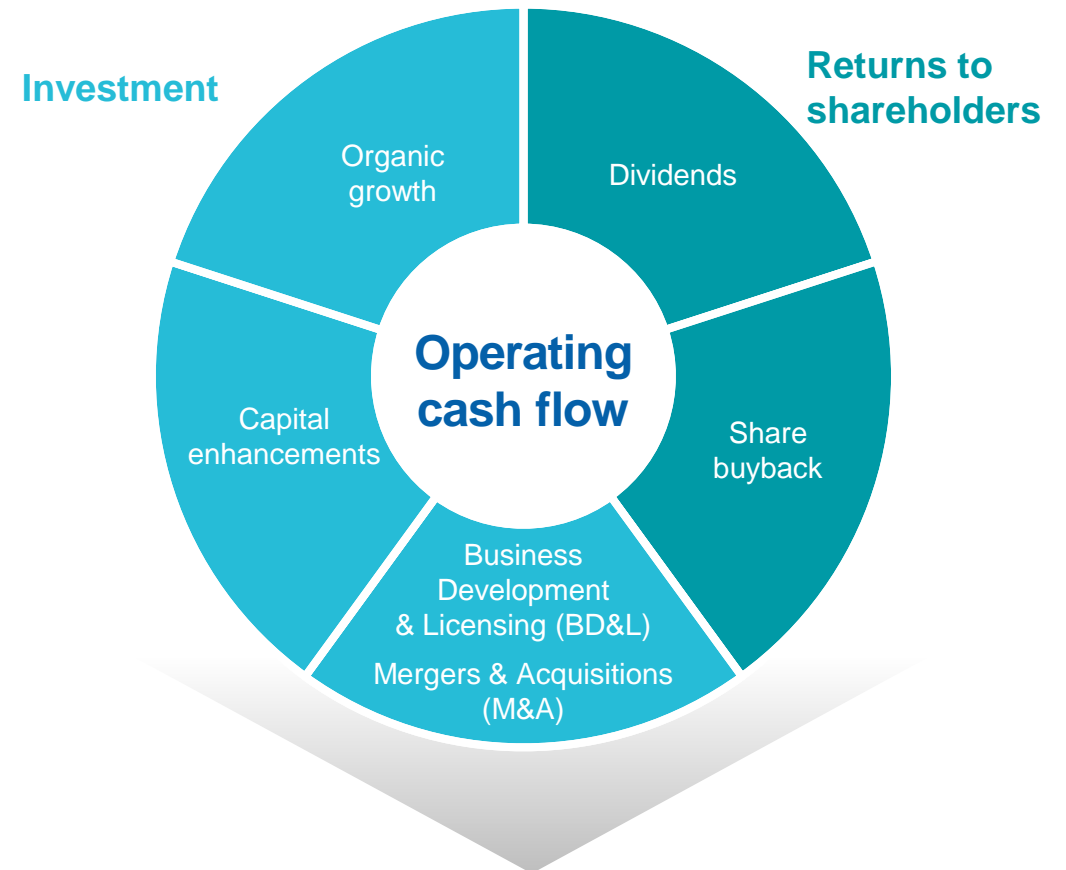 Investment
Returns to
shareholders
Organic
growth
Dividends
Operating
cash flow
Capital
enhancements
Share
buyback
Business
Development
& Licensing (BD&L)
Mergers & Acquisitions
(M&A)